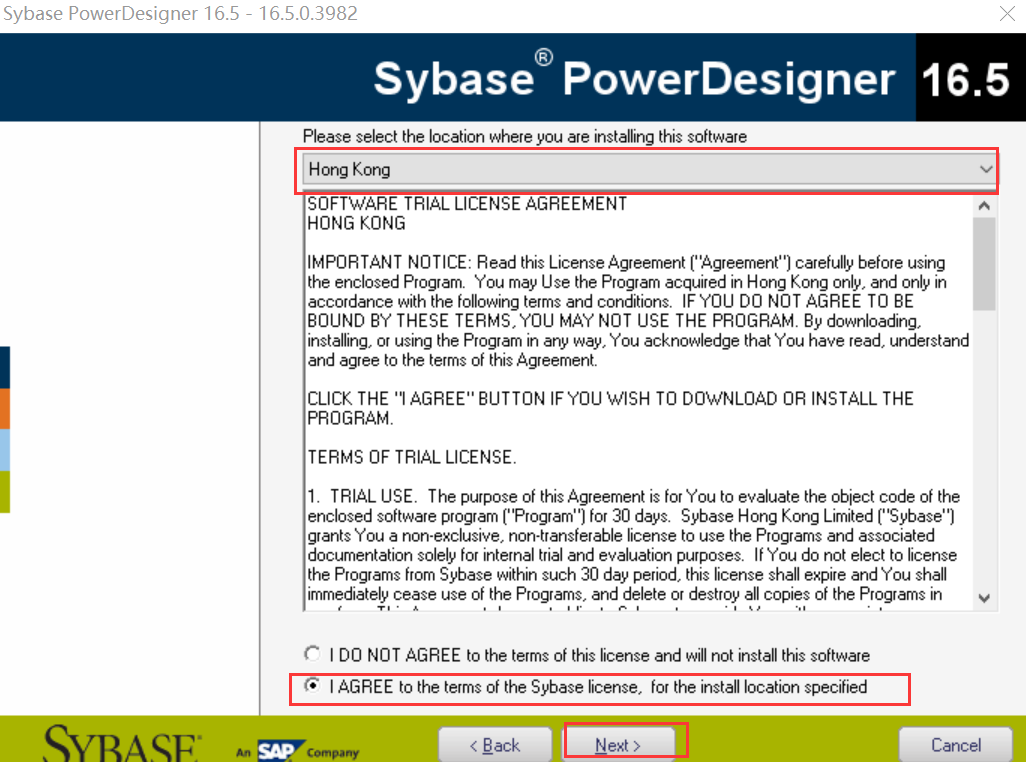 Sybase PowerDesigner 16.5 - 16.5.0.3982
Sybase® PowerDesigner 16.5
Please select the location where you are installing this software
Hong Kong
SOFTWARE TRIAL LICENSE AGREEMENT
HONG KONG
IMPORTANT NOTICE: Read this License Agreement ("Agreement") carefully before using
the enclosed Program.  You may Use the Program acquired in Hong Kong only, and only in
accordance with the following terms and conditions.  IF YOU DO NOT AGREE TO BE
BOUND BY THESE TERMS, YOU MAY NOT USE THE PROGRAM. By downloading,
installing, or using the Program in any way, You acknowledge that You have read, understand
and agree to the terms of this Agreement.
CLICK THE "I AGREE" BUTTON IF YOU WISH TO DOWNLOAD OR INSTALL THE
PROGRAM.
TERMS OF TRIAL LICENSE.
1.  TRIAL USE.  The purpose of this Agreement is for You to evaluate the object code of the
enclosed software program ("Program") for 30 days.  Sybase Hong Kong Limited ("Sybase")
grants You a non-exclusive, non-transferable license to use the Programs and associated
documentation solely for internal trial and evaluation purposes.  If You do not elect to license
the Programs from Sybase within such 30 day period, this license shall expire and You shall
immediately cease use of the Programs, and delete or destroy all copies of the Programs in
I DO NOT AGREE to the terms of this license and will not install this software
I AGREE to the terms of the Sybase license,  for the install location specified
SYBASE An SAP Company
< Back
Next >
Cancel